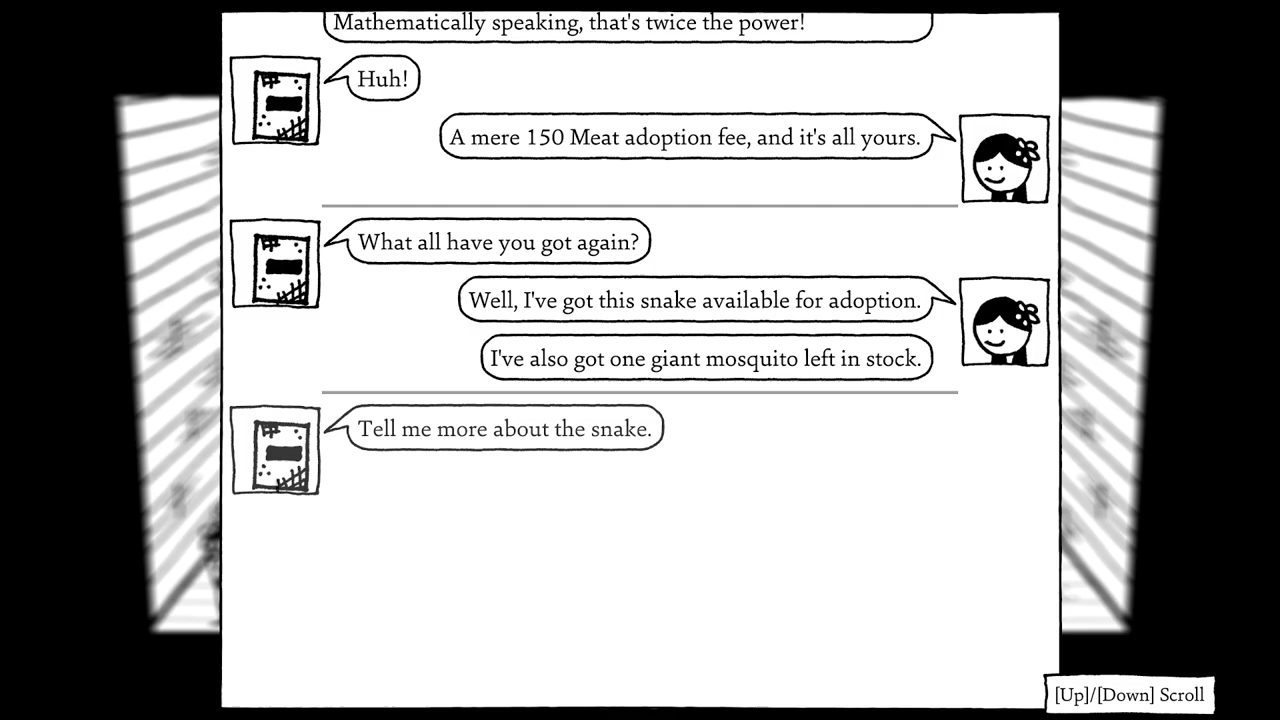 Mathematically speaking, that's twice the power!
Huh!
A mere 150 Meat adoption fee, and it's all yours.
What all have you got again?
Well, I've got this snake available for adoption.
I've also got one giant mosquito left in stock.
Tell me more about the snake.
[Up]/[Down] Scroll